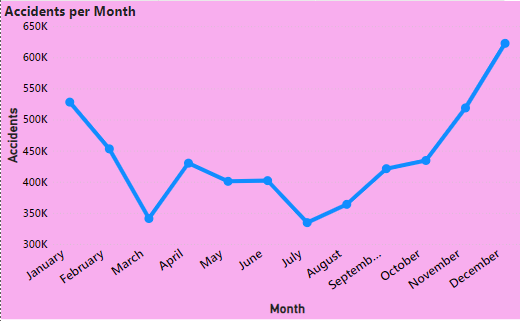 Accidents per Month
650K
600K
550K
500K
450K
400K
350K
300K
Accidents
January
February
March
April
May
June
July
August
Septemb...
October
November
December
Month